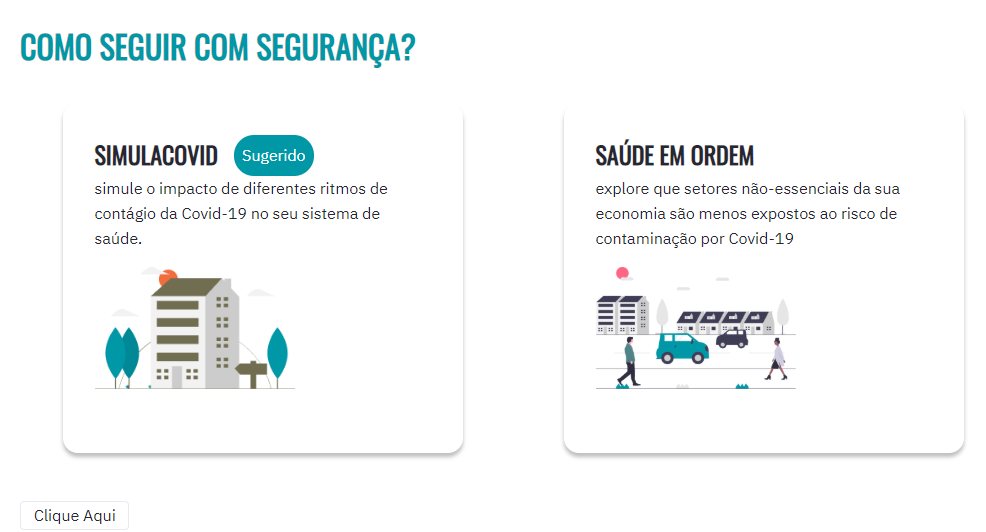 COMO SEGUIR COM SEGURANÇA?
SIMULACOVID Sugerido
simule o impacto de diferentes ritmos de
contágio da Covid-19 no seu sistema de
saúde.
SAÚDE EM ORDEM
explore que setores não-essenciais da sua
economia são menos expostos ao risco de
contaminação por Covid-19
Clique Aqui